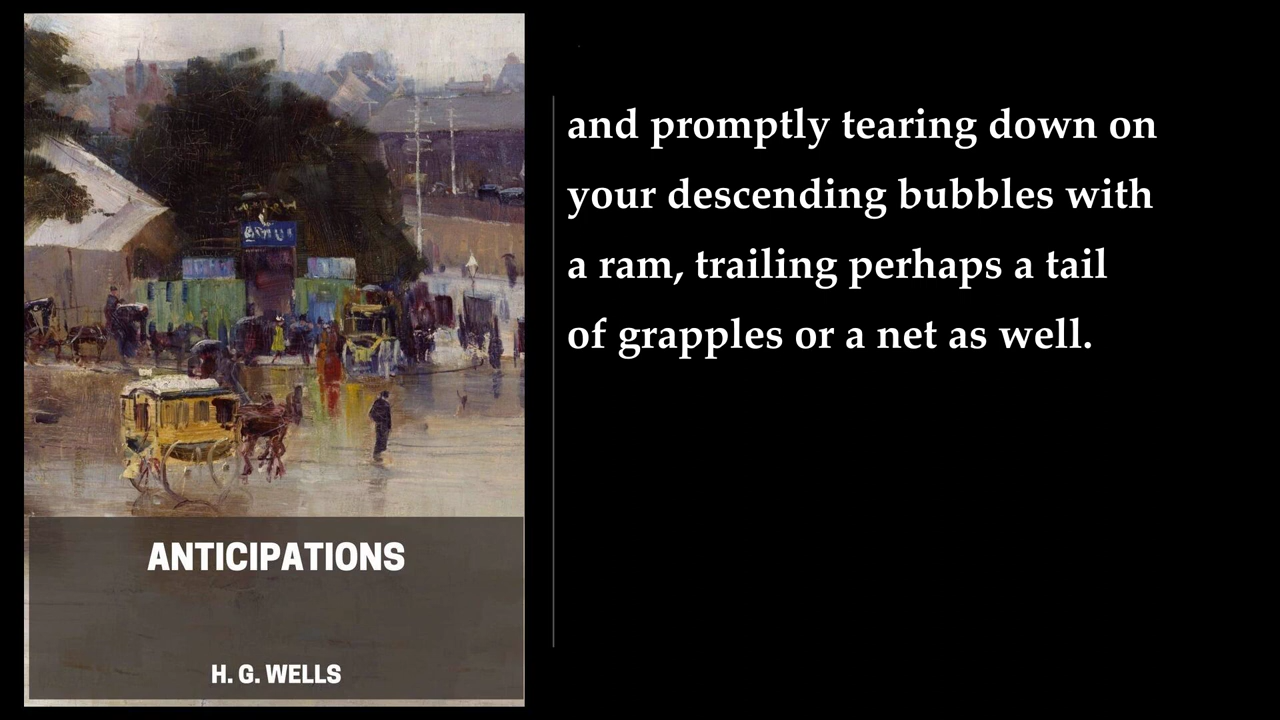 ANTICIPATIONS
H. G. WELLS
and promptly tearing down on
your descending bubbles with
a ram, trailing perhaps a tail
of grapples or a net as well.